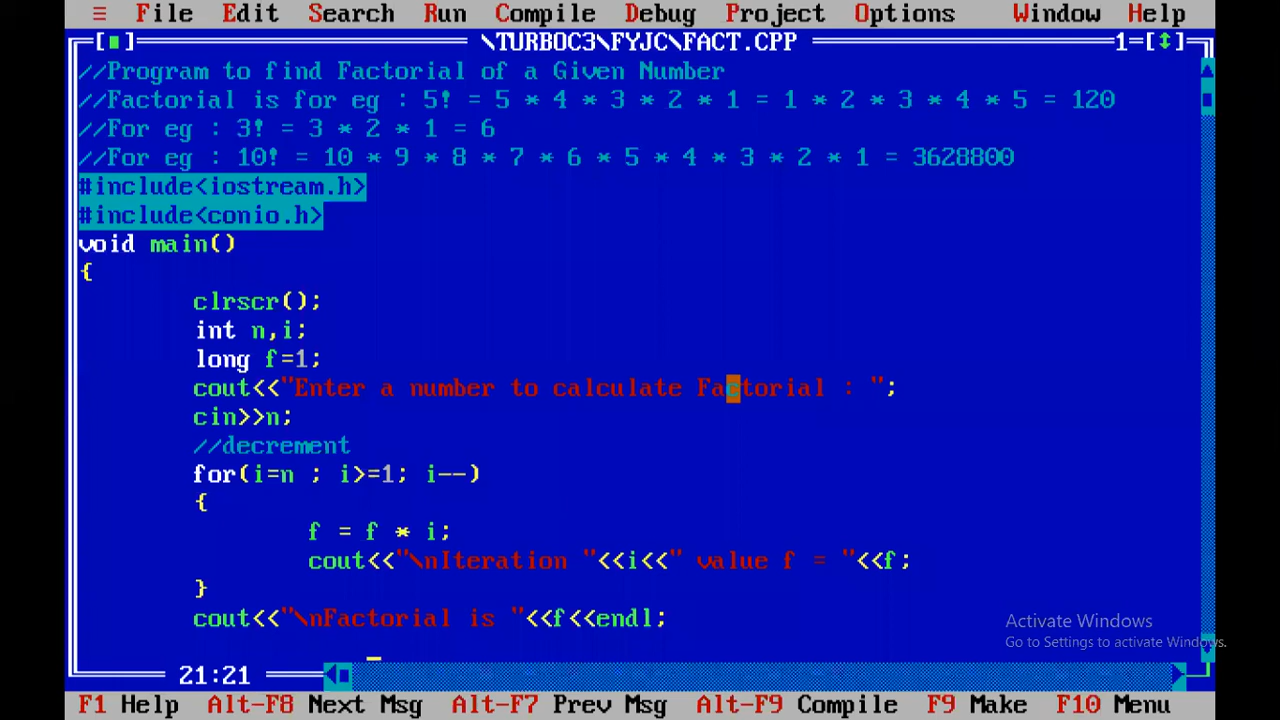 ≡ File Edit Search Run Compile Debug Project Options Window Help
[■] \TURBOC3\FYJC\FACT.CPP 1=[↕]
//Program to find Factorial of a Given Number
//Factorial is for eg : 5! = 5 * 4 * 3 * 2 * 1 = 1 * 2 * 3 * 4 * 5 = 120
//For eg : 3! = 3 * 2 * 1 = 6
//For eg : 10! = 10 * 9 * 8 * 7 * 6 * 5 * 4 * 3 * 2 * 1 = 3628800
#include<iostream.h>
#include<conio.h>
void main()
{
clrscr();
int n,i;
long f=1;
cout<<"Enter a number to calculate Factorial : ";
cin>>n;
//decrement
for(i=n ; i>=1; i--)
{
f = f * i;
cout<<"\nIteration "<<i<<" value f = "<<f;
}
cout<<"\nFactorial is "<<f<<endl;
Activate Windows
Go to Settings to activate Windows.
21:21
F1 Help Alt-F8 Next Msg Alt-F7 Prev Msg Alt-F9 Compile F9 Make F10 Menu